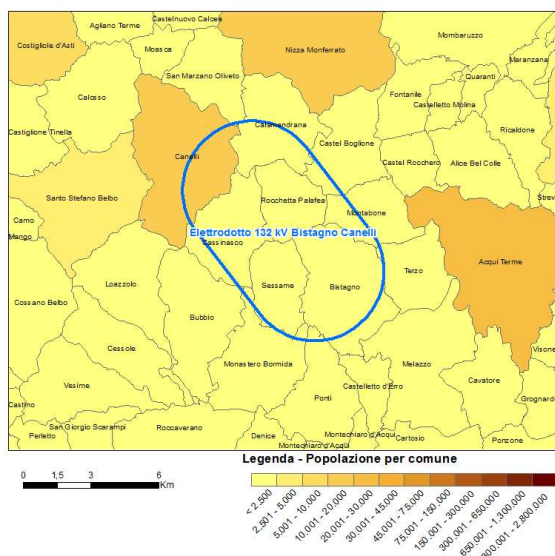 Agliano Terme
Castelnuovo Calcea
Costigliole d'Asti
Moasca
Nizza Monferrato
Mombaruzzo
Maranzana
San Marzano Oliveto
Quaranti
Fontanile
Castelletto Molina
Calosso
Calamandrana
Ricaldone
Castiglione Tinella
Castel Boglione
Canelli
Castel Rocchero
Alice Bel Colle
Santo Stefano Belbo
Rocchetta Palafea
Strev
Montabone
Camo
Mango
Elettrodotto 132 kV Bistagno Canelli
Cassinasco
Acqui Terme
Terzo
Loazzolo
Sessame
Bistagno
Cossano Belbo
Bubbio
Visone
Cessole
Monastero Bormida
Melazzo
Cavatore
Vesime
Castelletto d'Erro
Ponti
Grognardo
Castino
San Giorgio Scarampi
Roccaverano
Perletto
Denice
Montechiaro d'Acqui
Montechiaro d'Acqui
Cartosio
Ponzone
Legenda - Popolazione per comune
0 1,5 3 6
Km
< 2.500
2.501 - 5.000
5.001 - 10.000
10.001 - 20.000
20.001 - 30.000
30.001 - 45.000
45.001 - 75.000
75.001 - 150.000
150.001 - 300.000
300.001 - 650.000
650.001 - 1.300.000